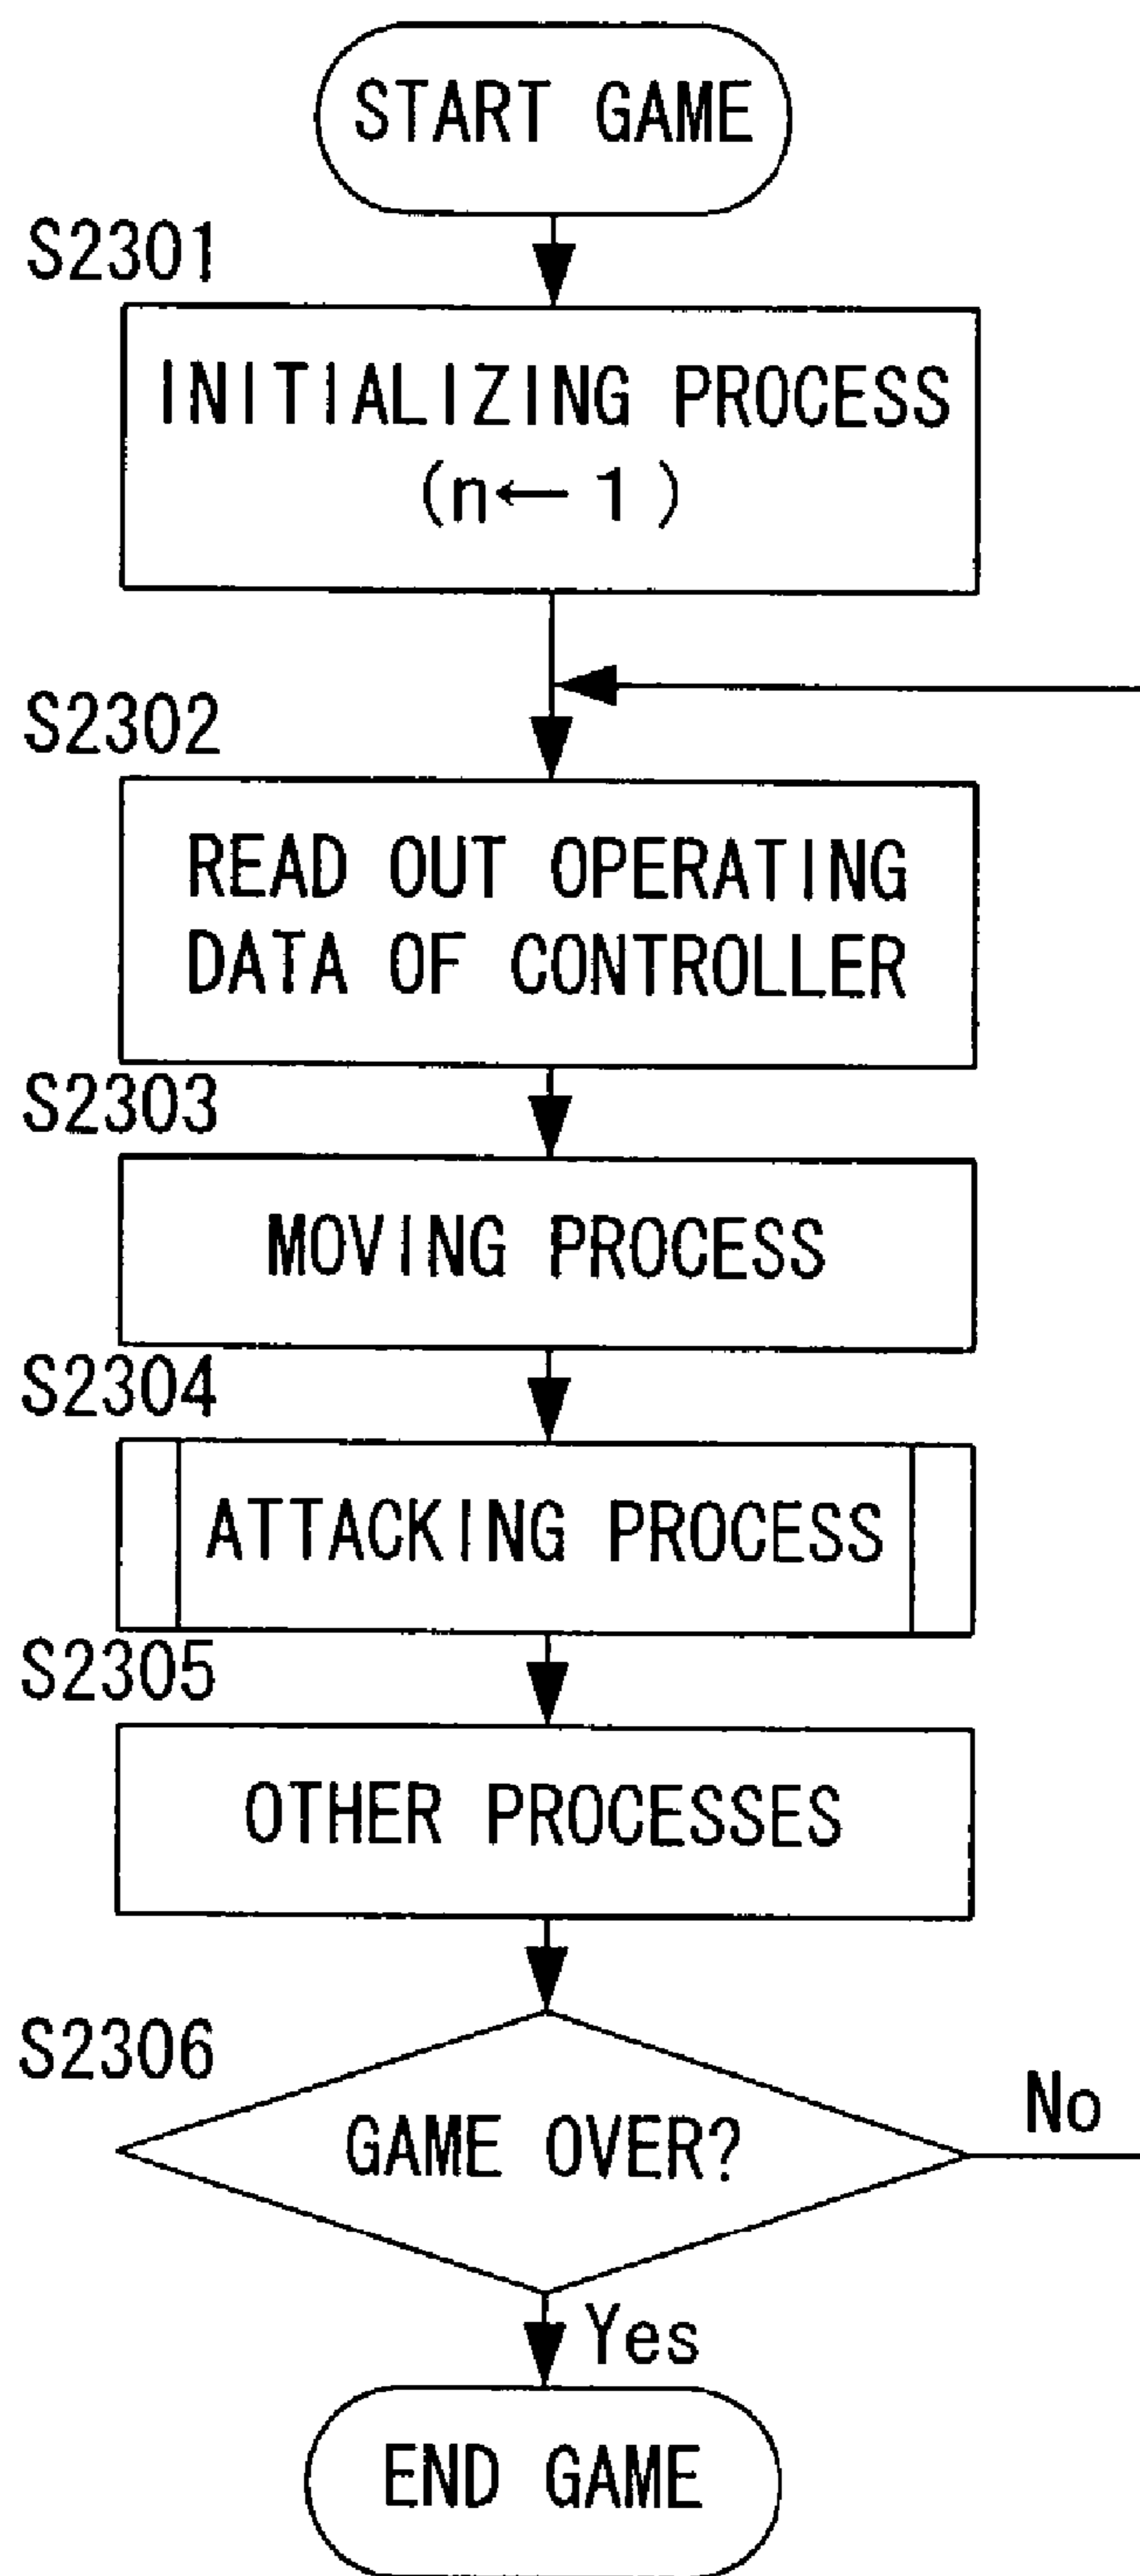 START GAME
S2301
INITIALIZING PROCESS
(n← 1 )
S2302
READ OUT OPERATING
DATA OF CONTROLLER
S2303
MOVING PROCESS
S2304
ATTACKING PROCESS
S2305
OTHER PROCESSES
S2306
GAME OVER?
No
Yes
END GAME